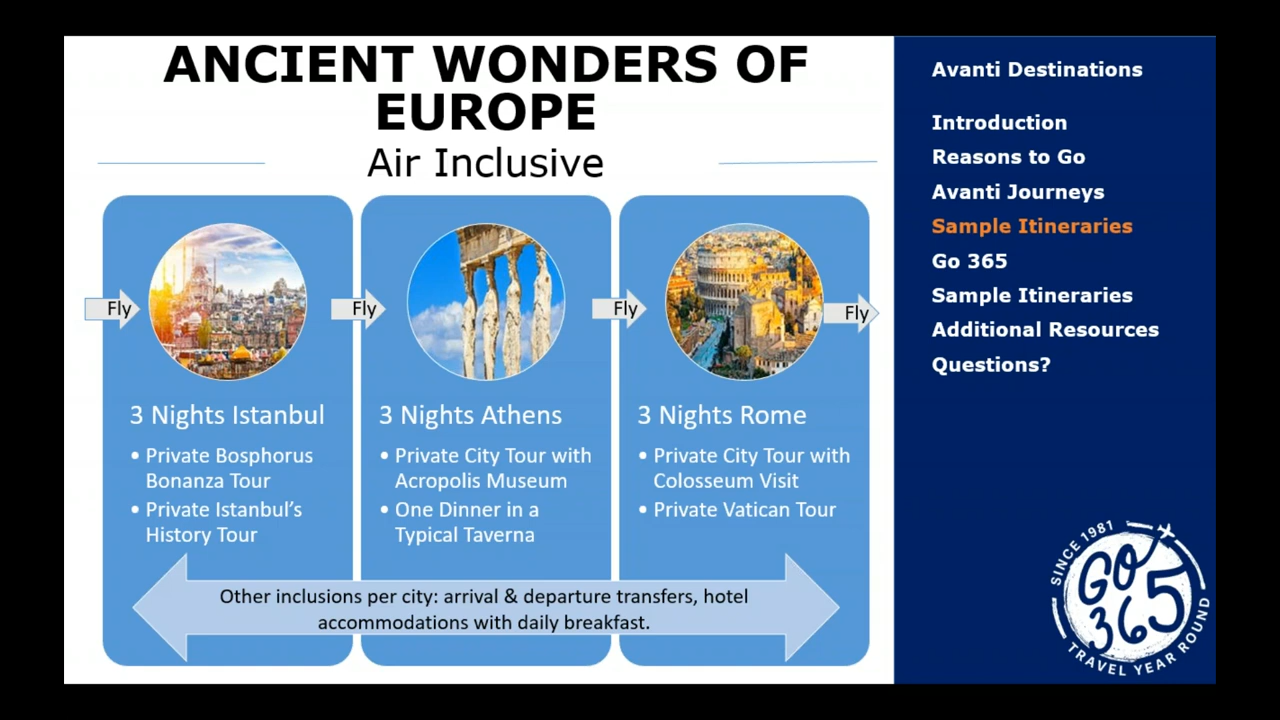 ANCIENT WONDERS OF
EUROPE
Air Inclusive
Fly
Fly
Fly
Fly
3 Nights Istanbul
• Private Bosphorus
Bonanza Tour
• Private Istanbul's
History Tour
3 Nights Athens
• Private City Tour with
Acropolis Museum
• One Dinner in a
Typical Taverna
3 Nights Rome
• Private City Tour with
Colosseum Visit
• Private Vatican Tour
Other inclusions per city: arrival & departure transfers, hotel
accommodations with daily breakfast.
Avanti Destinations
Introduction
Reasons to Go
Avanti Journeys
Sample Itineraries
Go 365
Sample Itineraries
Additional Resources
Questions?
SINCE 1981
GO
365
TRAVEL YEAR ROUND